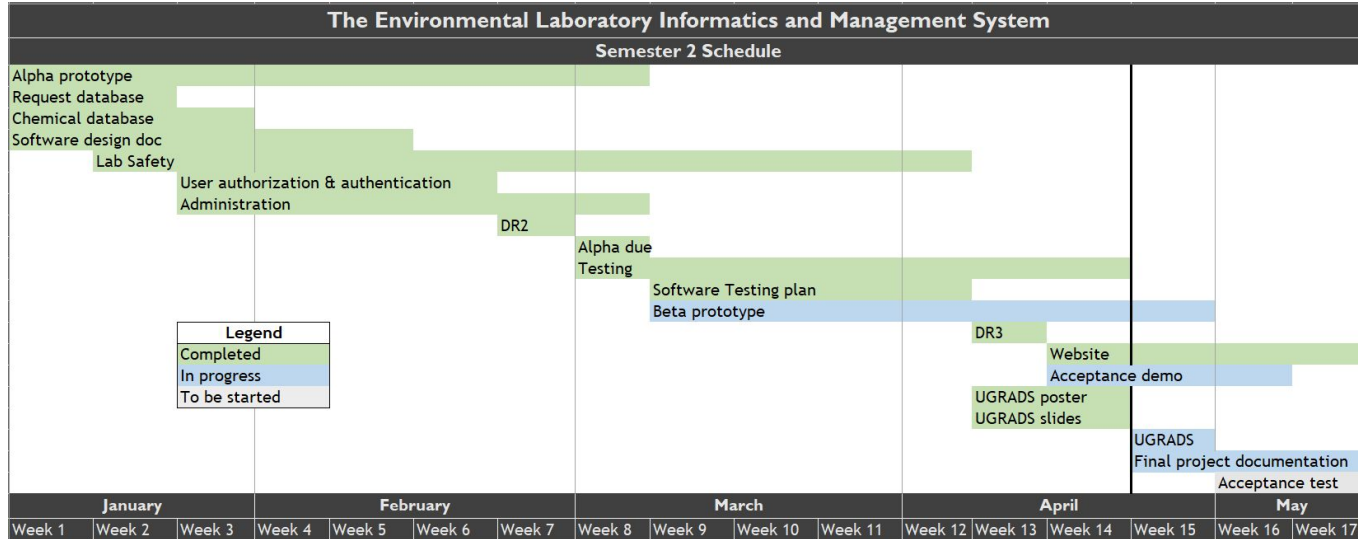 The Environmental Laboratory Informatics and Management System
Semester 2 Schedule
Alpha prototype
Request database
Chemical database
Software design doc
Lab Safety
User authorization & authentication
Administration
DR2
Alpha due
Testing
Software Testing plan
Beta prototype
Legend
DR3
Completed
Website
In progress
Acceptance demo
To be started
UGRADS poster
UGRADS slides
UGRADS
Final project documentation
Acceptance test
January February March April May
Week 1 Week 2 Week 3 Week 4 Week 5 Week 6 Week 7 Week 8 Week 9 Week 10 Week 11 Week 12 Week 13 Week 14 Week 15 Week 16 Week 17